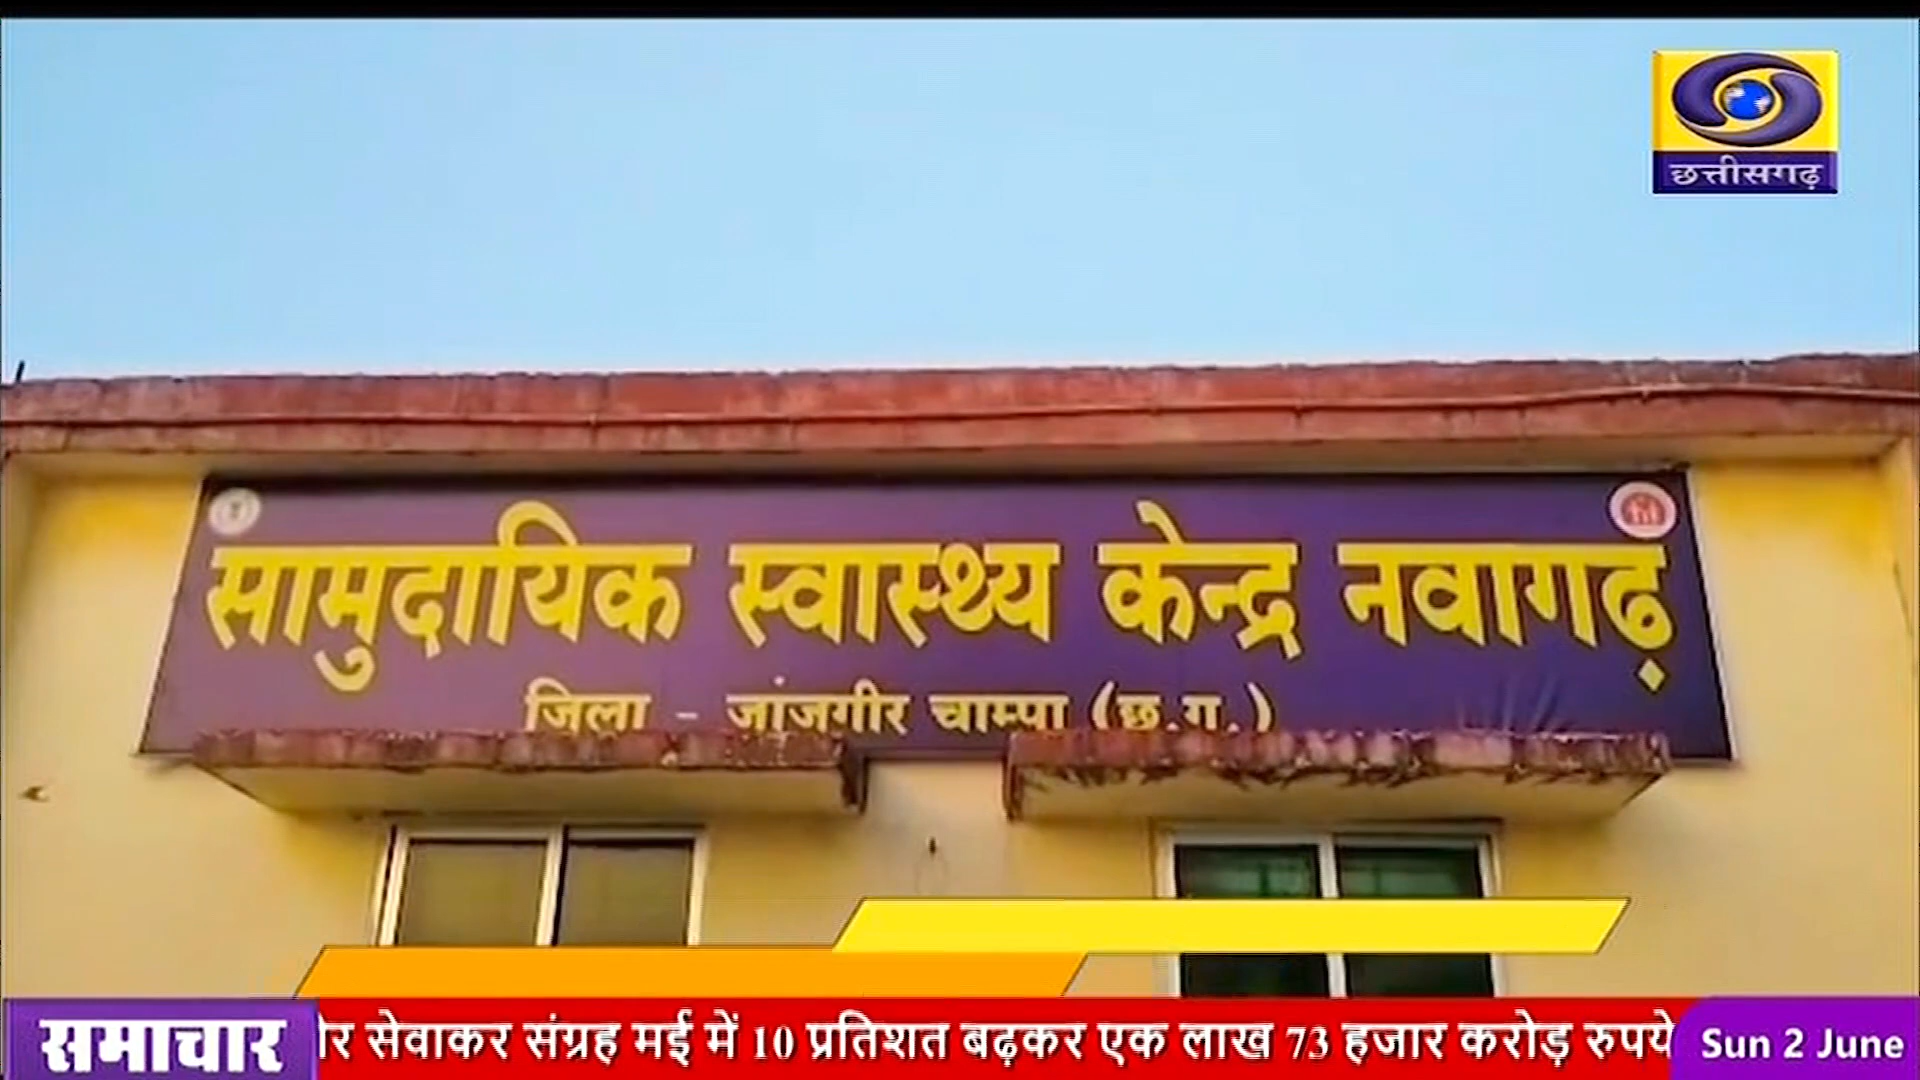 छत्तीसगढ़
सामुदायिक स्वास्थ्य केन्द्र नवागढ़
जिला - जांजगीर चाम्पा (छ.ग.)
समाचार
सेवाकर संग्रह मई में 10 प्रतिशत बढ़कर एक लाख 73 हजार करोड़ रुपये
Sun 2 June